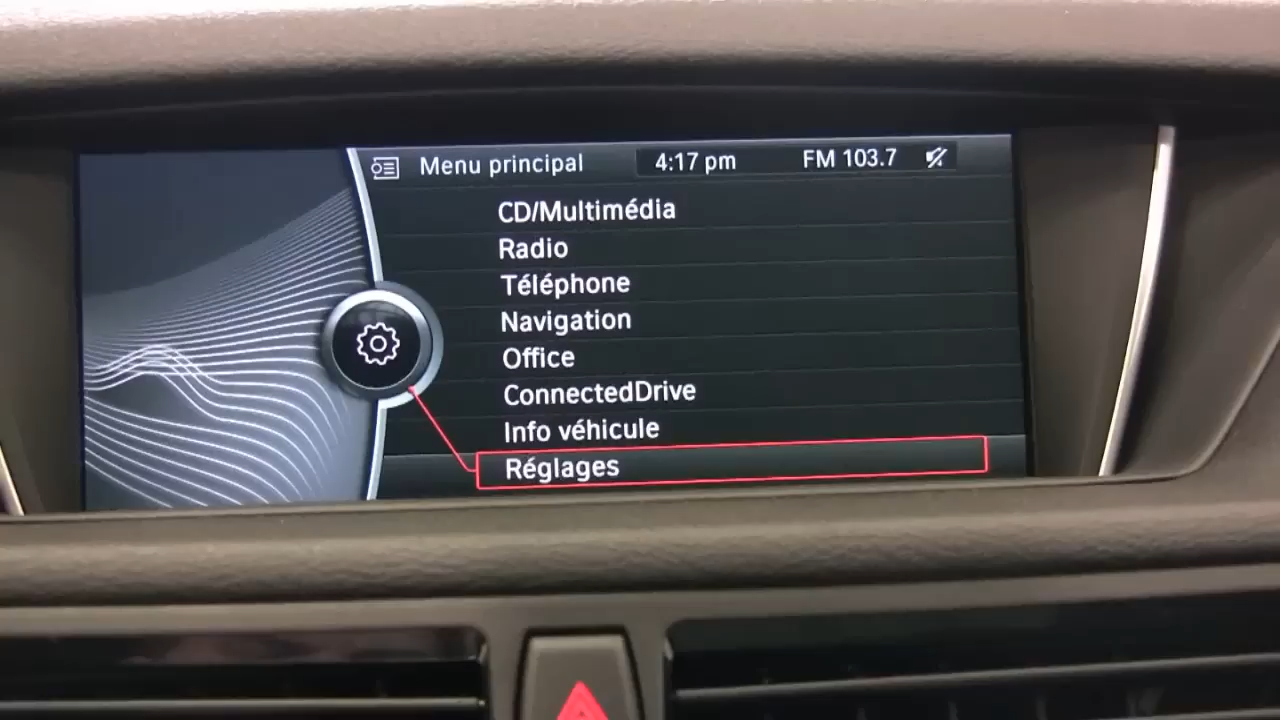 Menu principal 4:17 pm FM 103.7
CD/Multimédia
Radio
Téléphone
Navigation
Office
ConnectedDrive
Info véhicule
Réglages